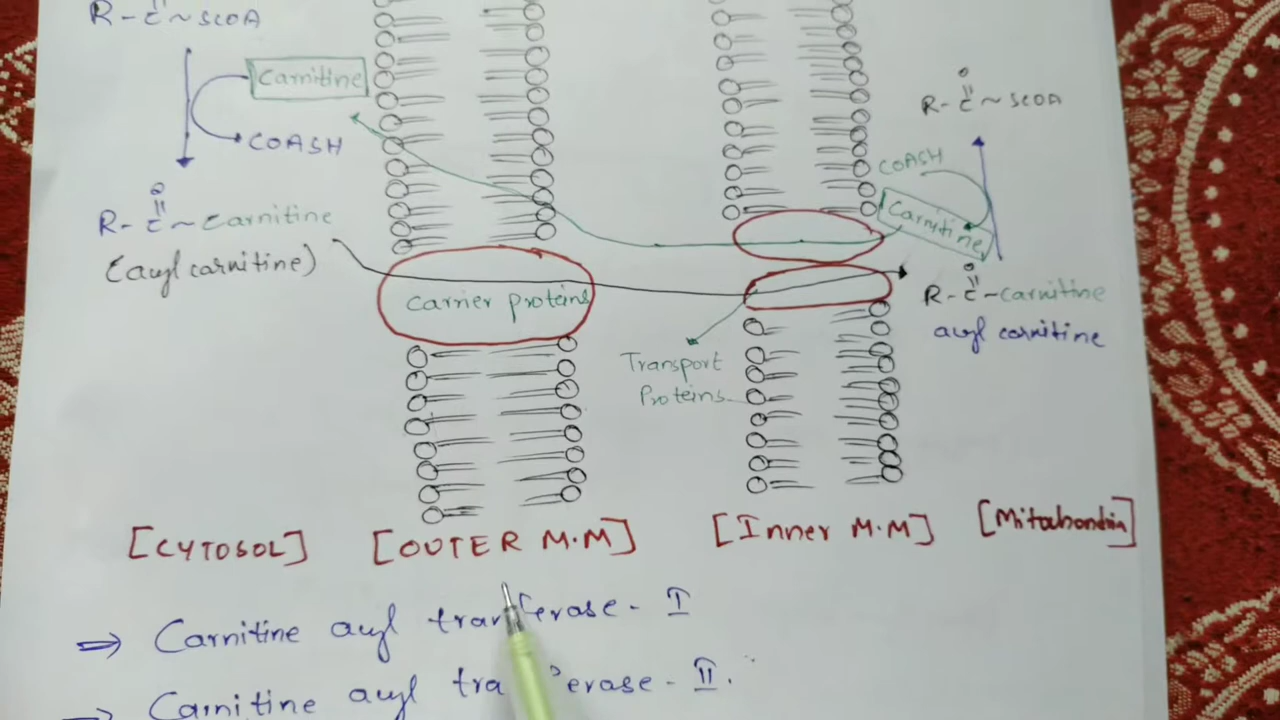 R-C~SCOA
Carnitine
COASH
O
R-C~Carnitine
(acyl carnitine)
Carrier proteins
Transport
Proteins
O
R-C~SCOA
COASH
Carnitine
O
R-C-Carnitine
acyl carnitine
[CYTOSOL] [OUTER M.M] [Inner M.M] [Mitochondria]
⇒ Carnitine acyl transferase - I
⇒ Carnitine acyl transferase - II.